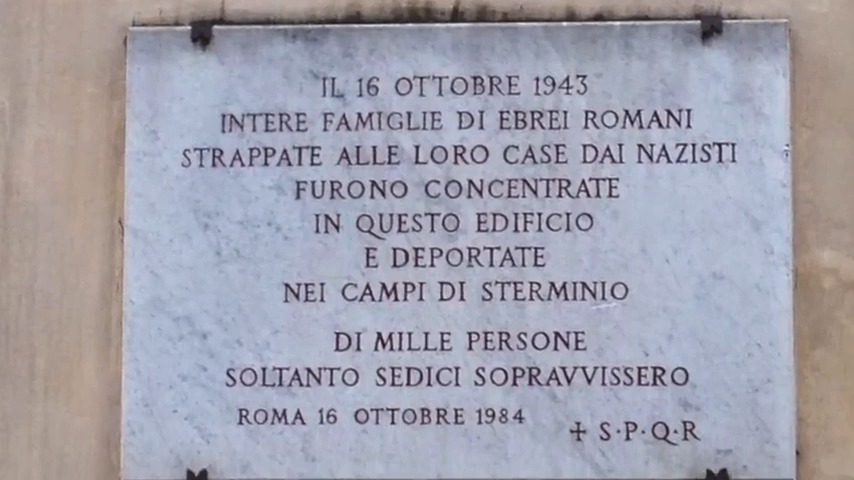 IL 16 OTTOBRE 1943
INTERE FAMIGLIE DI EBREI ROMANI
STRAPPATE ALLE LORO CASE DAI NAZISTI
FURONO CONCENTRATE
IN QUESTO EDIFICIO
E DEPORTATE
NEI CAMPI DI STERMINIO
DI MILLE PERSONE
SOLTANTO SEDICI SOPRAVVISSERO
ROMA 16 OTTOBRE 1984
+ S·P·Q·R